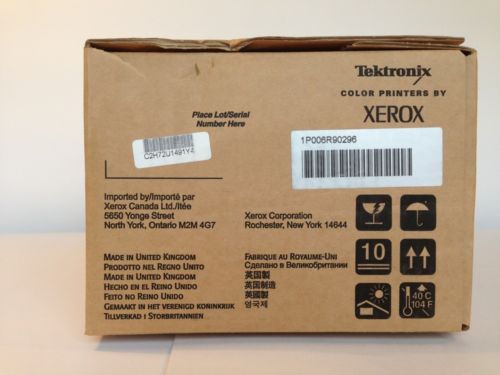 Tektronix
COLOR PRINTERS BY
XEROX
Place Lot/Serial
Number Here
C2H72U1491Y4
1P006R90296
Imported by/Importé par
Xerox Canada Ltd./ltée
5650 Yonge Street
North York, Ontario M2M 4G7
Xerox Corporation
Rochester, New York 14644
10
40 C
104 F
MADE IN UNITED KINGDOM
PRODOTTO NEL REGNO UNITO
MADE IN UNITED KINGDOM
HECHO EN EL REINO UNIDO
FEITO NO REINO UNIDO
GEMAAKT IN HET VERENIGD KONINKRIJK
TILLVERKAD I STORBRITANNIEN
FABRIQUE AU ROYAUME-UNI
Сделано в Великобритании
英国製
英国制造
英國製
영국제